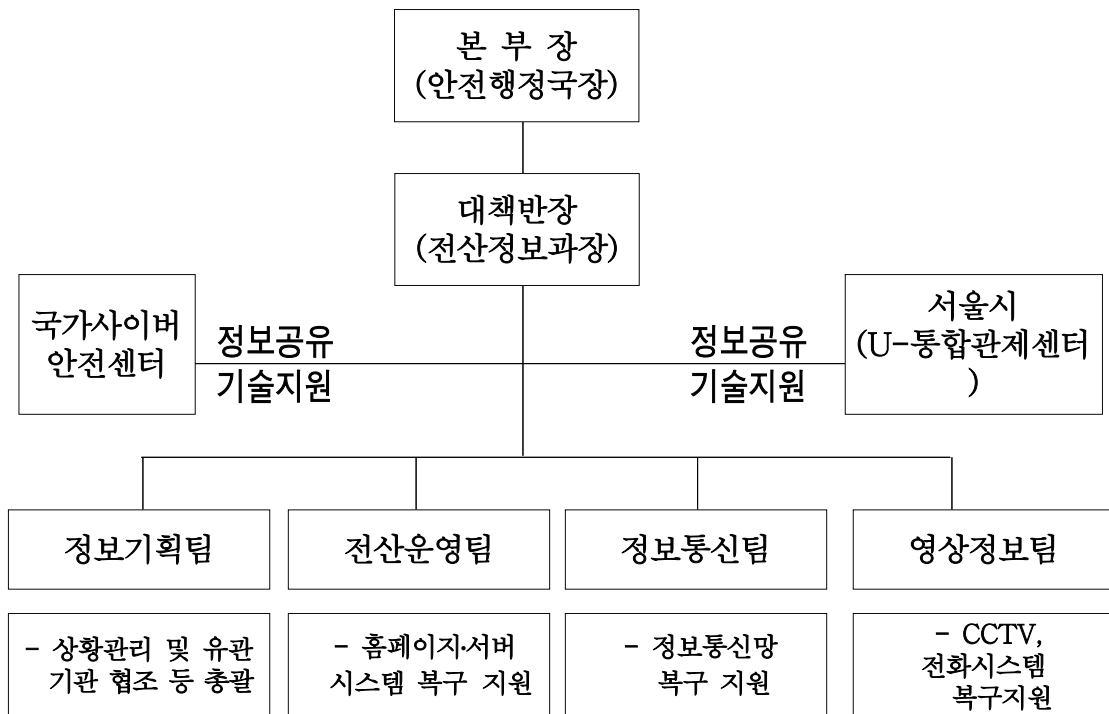 본 부 장
(안전행정국장)
대책반장
(전산정보과장)
국가사이버
안전센터
정보공유
기술지원
정보공유
기술지원
서울시
(U-통합관제센터
)
정보기획팀
전산운영팀
정보통신팀
영상정보팀
- 상황관리 및 유관
기관 협조 등 총괄
- 홈페이지·서버
시스템 복구 지원
- 정보통신망
복구 지원
- CCTV,
전화시스템
복구지원